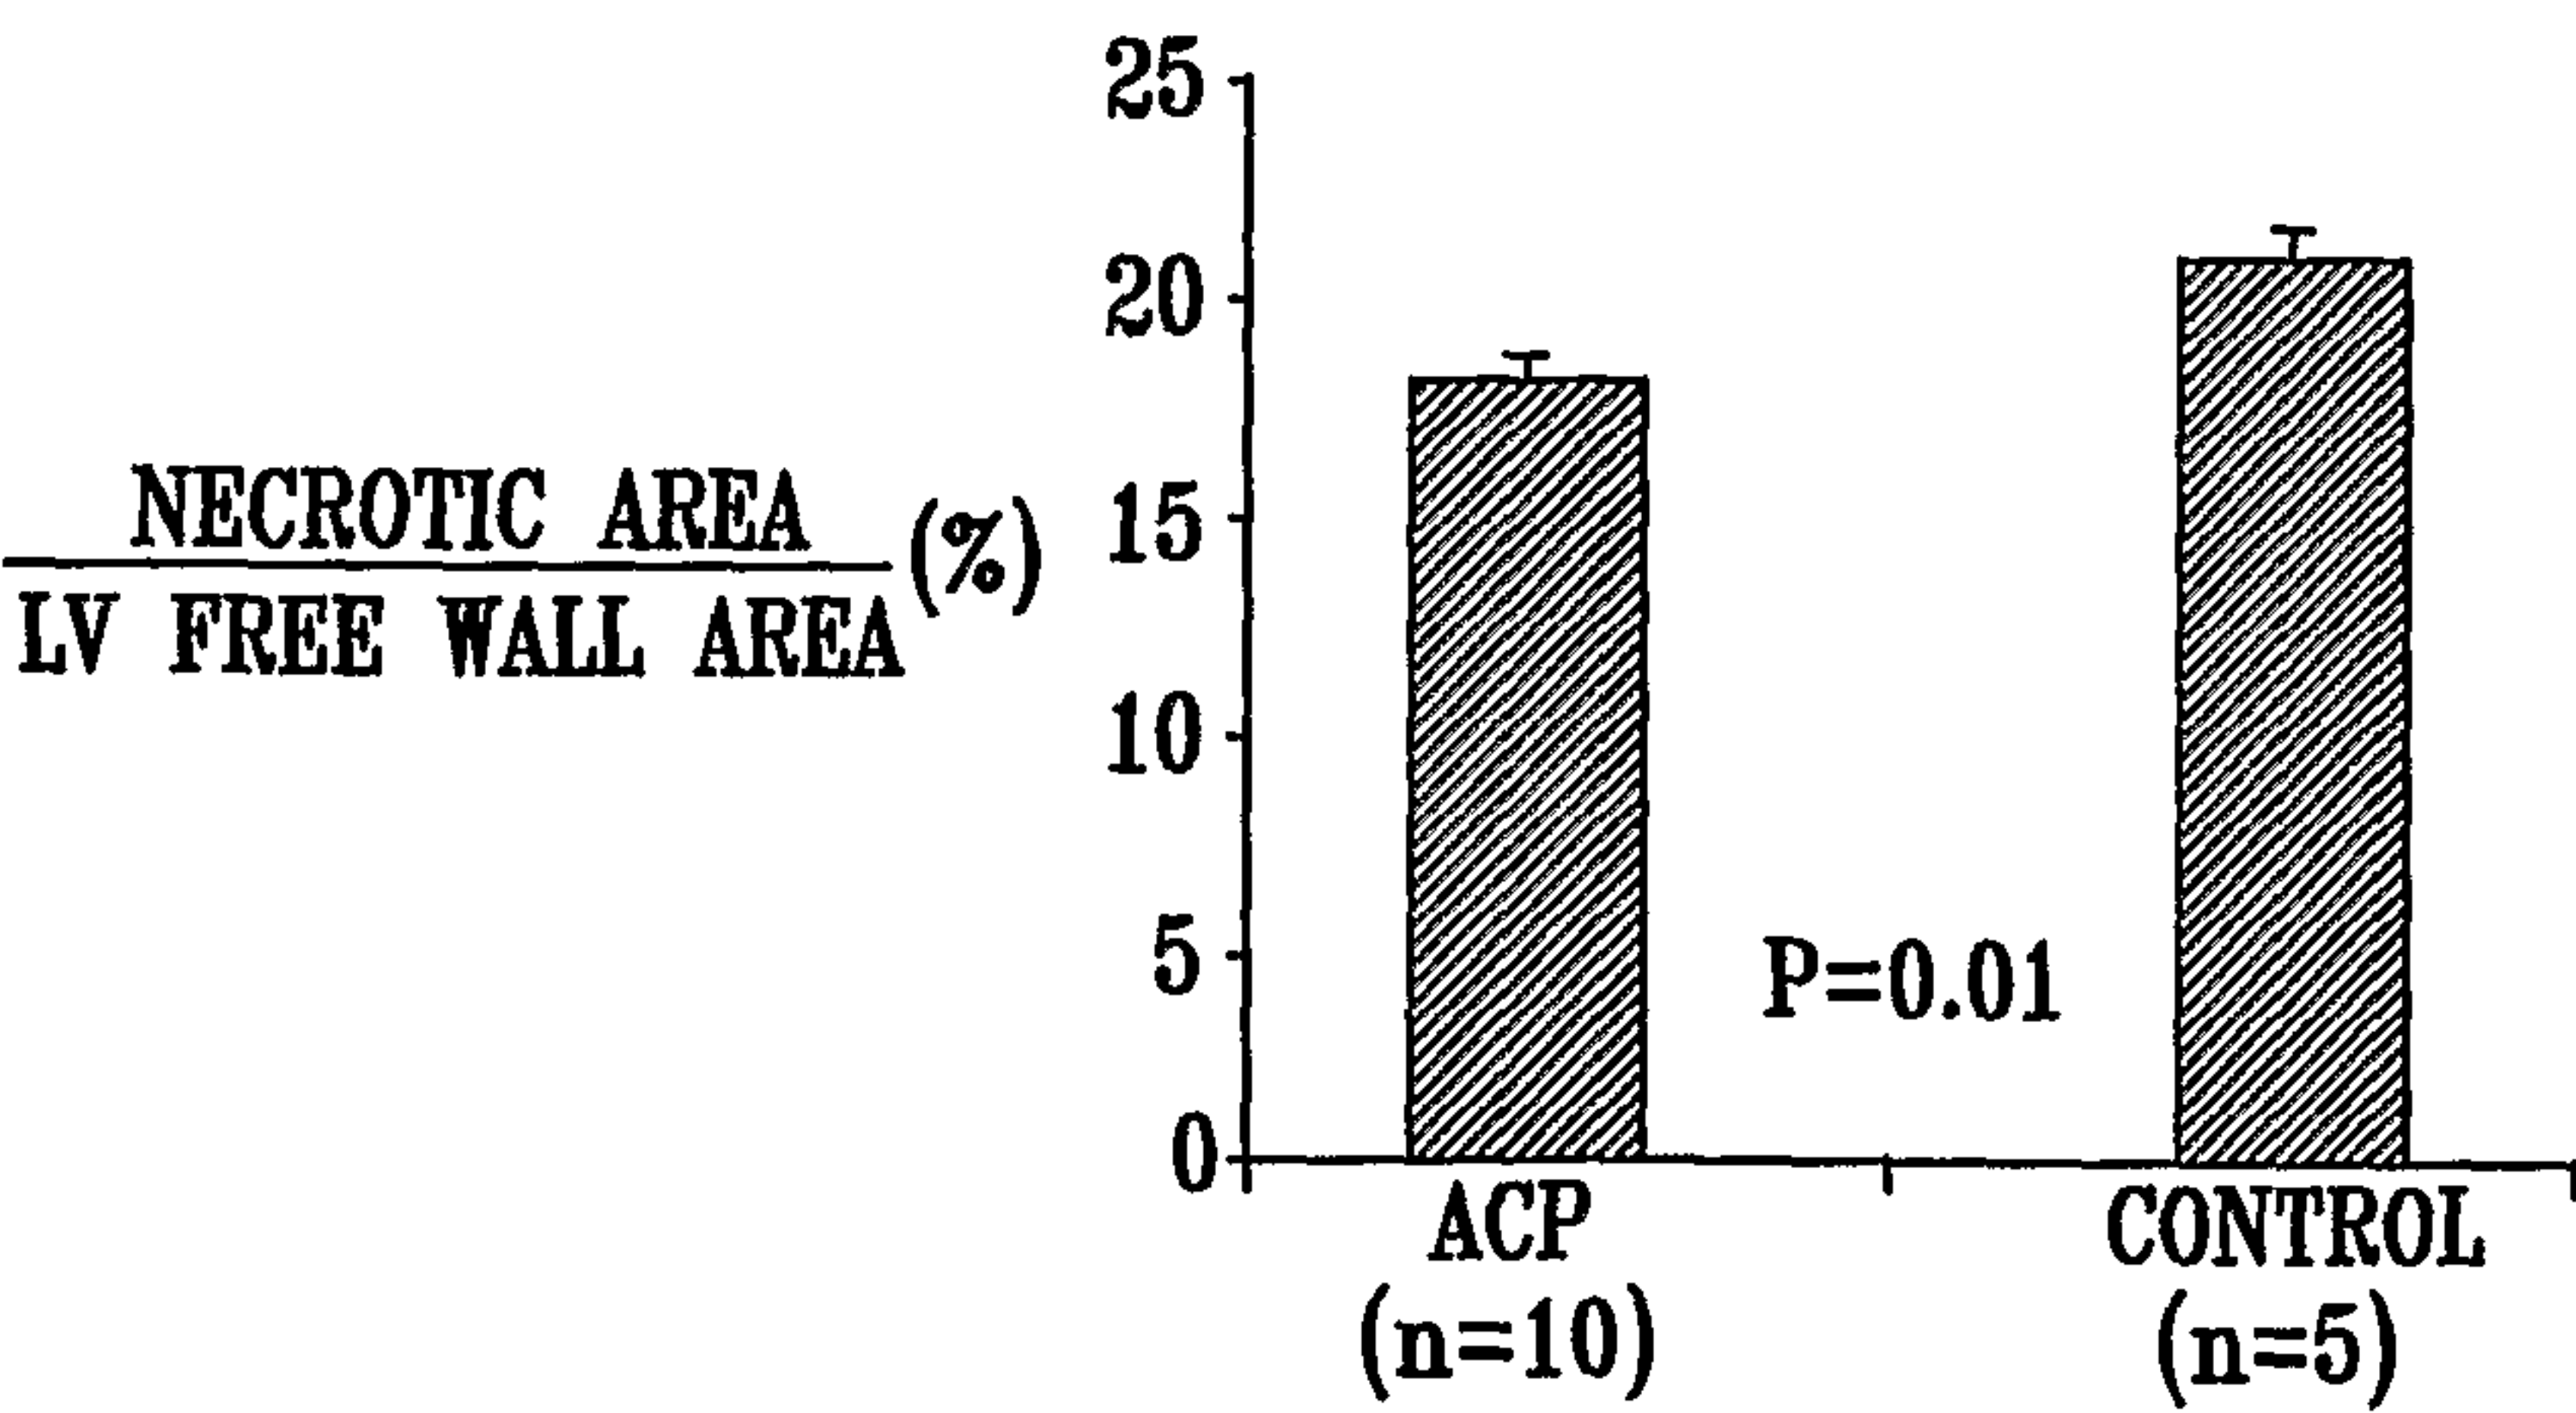 NECROTIC AREA
LV FREE WALL AREA
(%)
25
20
15
10
5
0
P=0.01
ACP
(n=10)
CONTROL
(n=5)